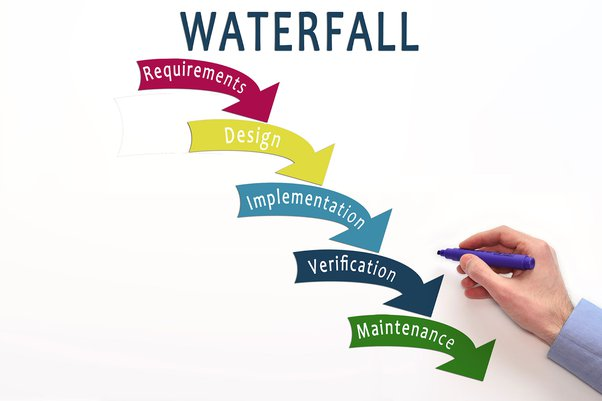 WATERFALL
Requirements
Design
Implementation
Verification
Maintenance